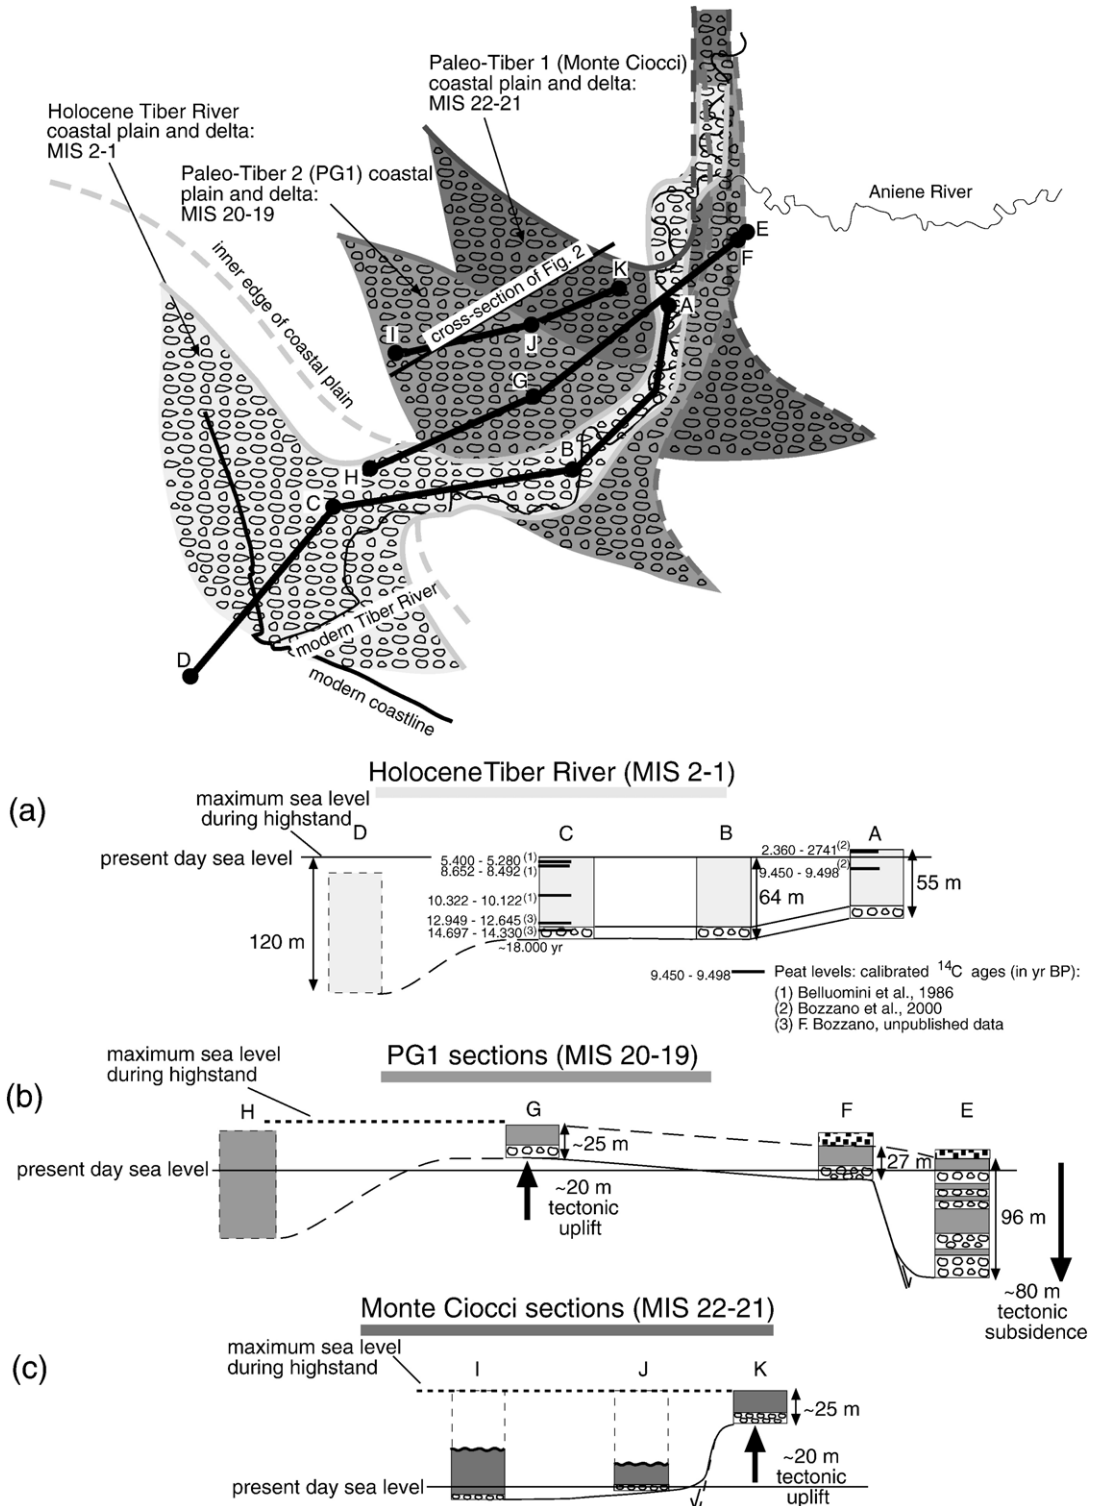 Paleo-Tiber 1 (Monte Ciocci)
coastal plain and delta:
MIS 22-21
Holocene Tiber River
coastal plain and delta:
MIS 2-1
Paleo-Tiber 2 (PG1) coastal
plain and delta:
MIS 20-19
Aniene River
inner edge of coastal plain
cross-section of Fig. 2
E
F
K
A
I
J
G
B
H
C
D
modern Tiber River
modern coastline
(a)
HoloceneTiber River (MIS 2-1)
maximum sea level
during highstand
D
C
B
A
present day sea level
5.400 - 5.280(1)
8.652 - 8.492(1)
10.322 - 10.122(1)
12.949 - 12.645(3)
14.697 - 14.330(3)
~18.000 yr
2.360 - 2741(2)
9.450 - 9.498(2)
120 m
64 m
55 m
9.450 - 9.498
Peat levels: calibrated 14C ages (in yr BP):
(1) Belluomini et al., 1986
(2) Bozzano et al., 2000
(3) F. Bozzano, unpublished data
(b)
PG1 sections (MIS 20-19)
maximum sea level
during highstand
H
G
F
E
present day sea level
~25 m
27 m
96 m
~20 m
tectonic
uplift
~80 m
tectonic
subsidence
(c)
Monte Ciocci sections (MIS 22-21)
maximum sea level
during highstand
I
J
K
~25 m
present day sea level
~20 m
tectonic
uplift